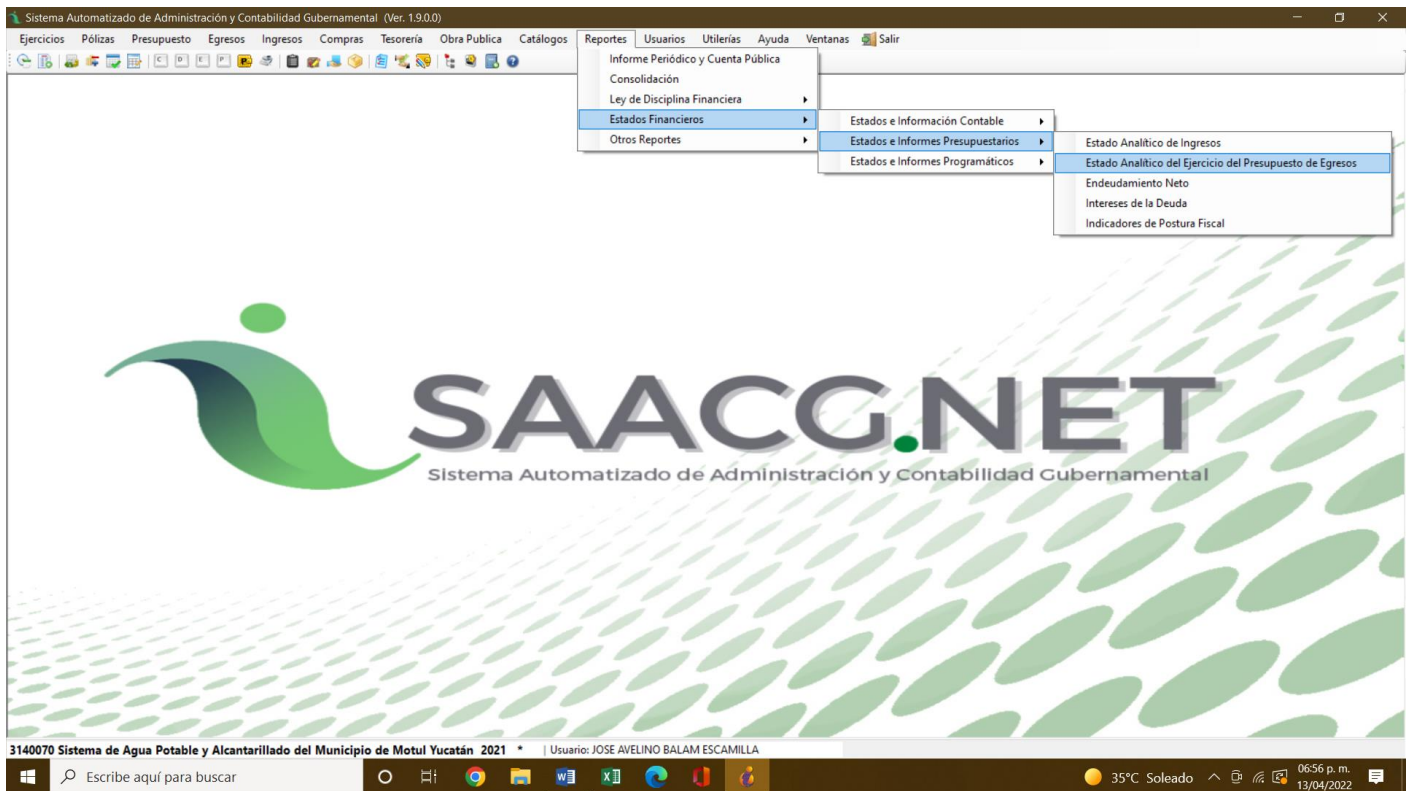 Sistema Automatizado de Administración y Contabilidad Gubernamental (Ver. 1.9.0.0)
Ejercicios Pólizas Presupuesto Egresos Ingresos Compras Tesorería Obra Publica Catálogos Reportes Usuarios Utilerías Ayuda Ventanas Salir
C D E P
Informe Periódico y Cuenta Pública
Consolidación
Ley de Disciplina Financiera
Estados Financieros
Otros Reportes
Estados e Información Contable
Estados e Informes Presupuestarios
Estados e Informes Programáticos
Estado Analítico de Ingresos
Estado Analítico del Ejercicio del Presupuesto de Egresos
Endeudamiento Neto
Intereses de la Deuda
Indicadores de Postura Fiscal
SAACG.NET
Sistema Automatizado de Administración y Contabilidad Gubernamental
3140070 Sistema de Agua Potable y Alcantarillado del Municipio de Motul Yucatán 2021 * | Usuario: JOSE AVELINO BALAM ESCAMILLA
Escribe aquí para buscar
35°C Soleado
06:56 p. m.
13/04/2022